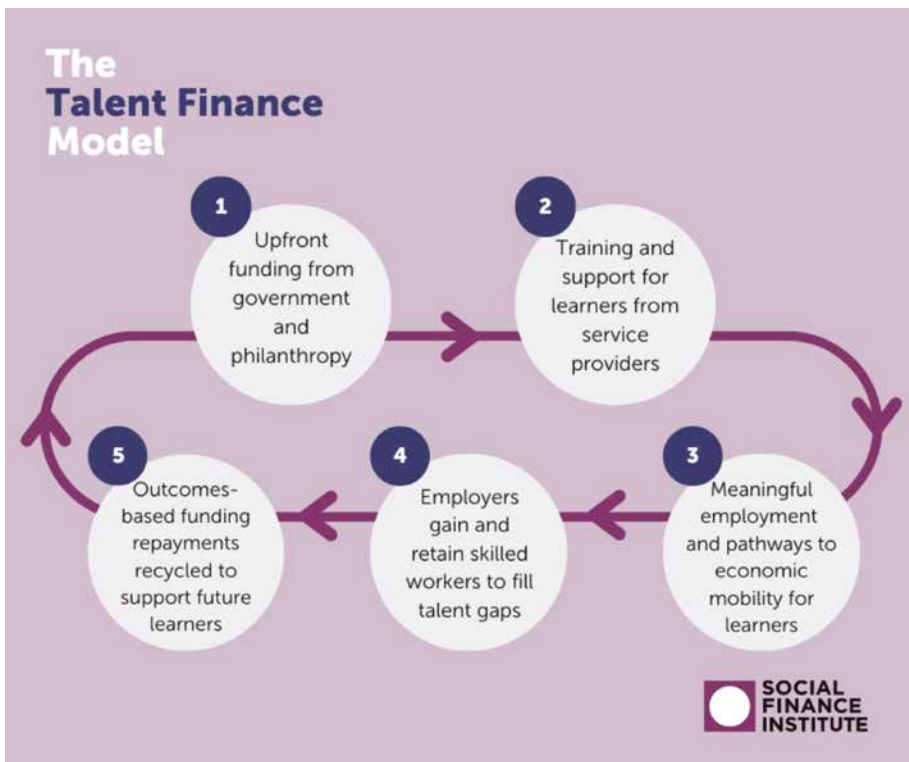 The
Talent Finance
Model
1
Upfront
funding from
government
and
philanthropy
2
Training and
support for
learners from
service
providers
3
Meaningful
employment
and pathways to
economic
mobility for
learners
4
Employers
gain and
retain skilled
workers to fill
talent gaps
5
Outcomes-
based funding
repayments
recycled to
support future
learners
SOCIAL
FINANCE
INSTITUTE